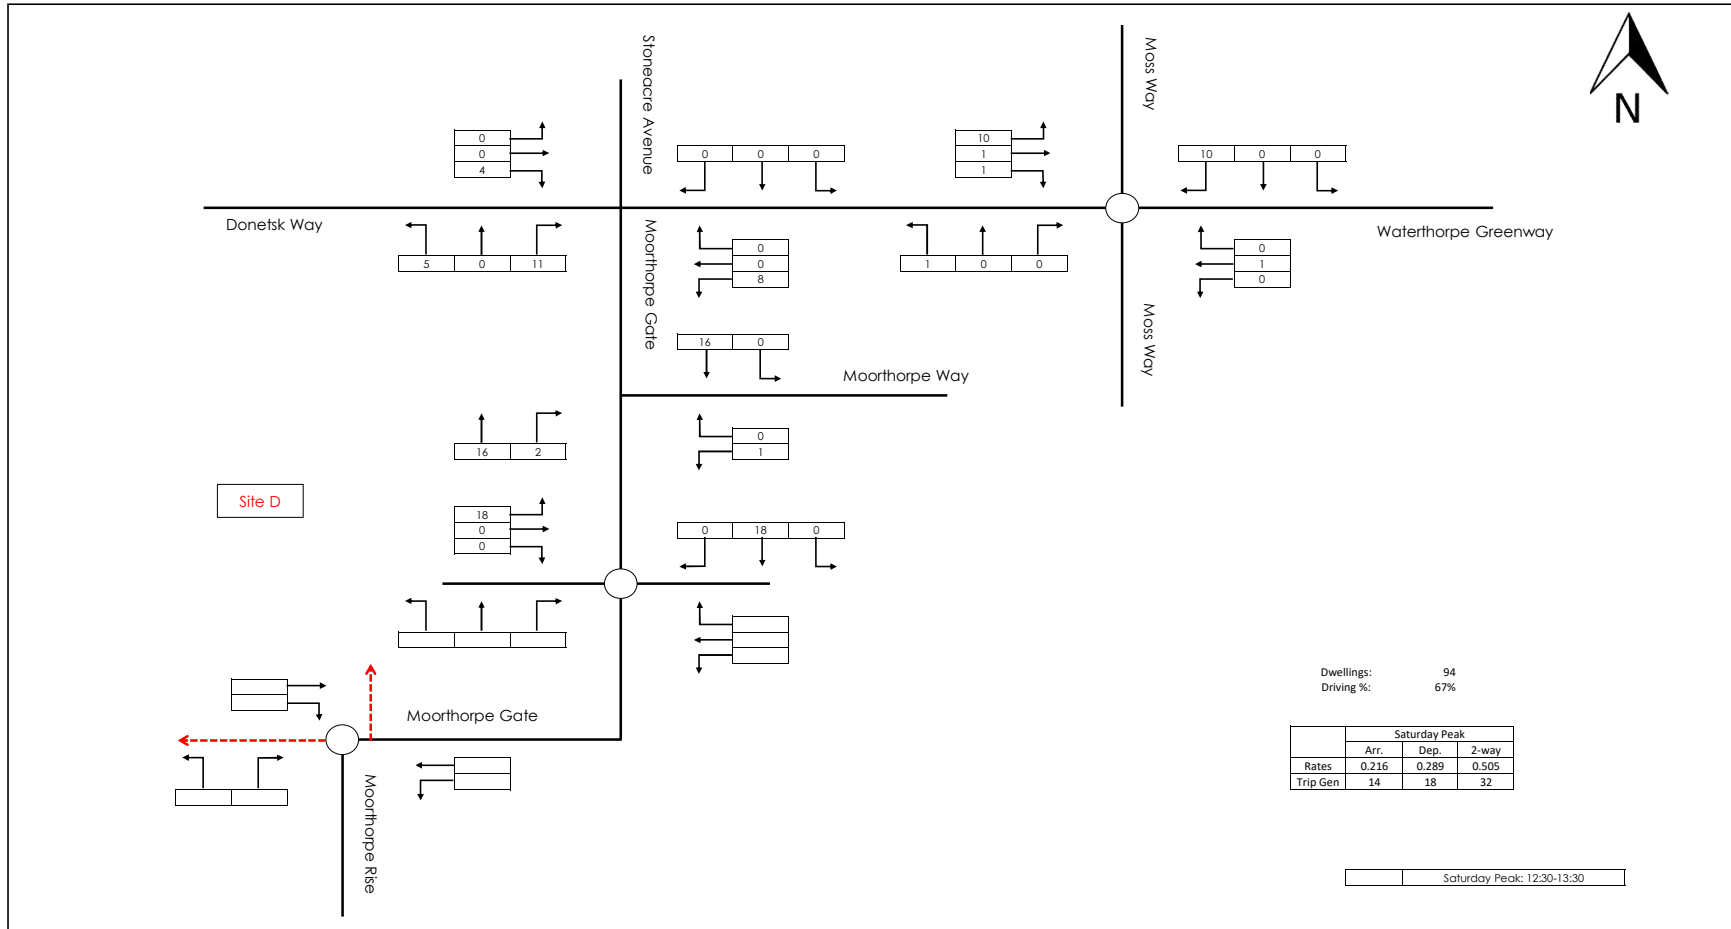 N
Stoneacre Avenue
Moss Way
0
0
4
0 0 0
10
1
1
10 0 0
Donetsk Way
Waterthorpe Greenway
5 0 11
Moorthorpe Gate
0
0
8
1 0 0
0
1
0
Moss Way
16 0
Moorthorpe Way
16 2
0
1
Site D
18
0
0
0 18 0
Moorthorpe Gate
Moorthorpe Rise
Dwellings: 94
Driving %: 67%
Saturday Peak
Arr. Dep. 2-way
Rates 0.216 0.289 0.505
Trip Gen 14 18 32
Saturday Peak: 12:30-13:30